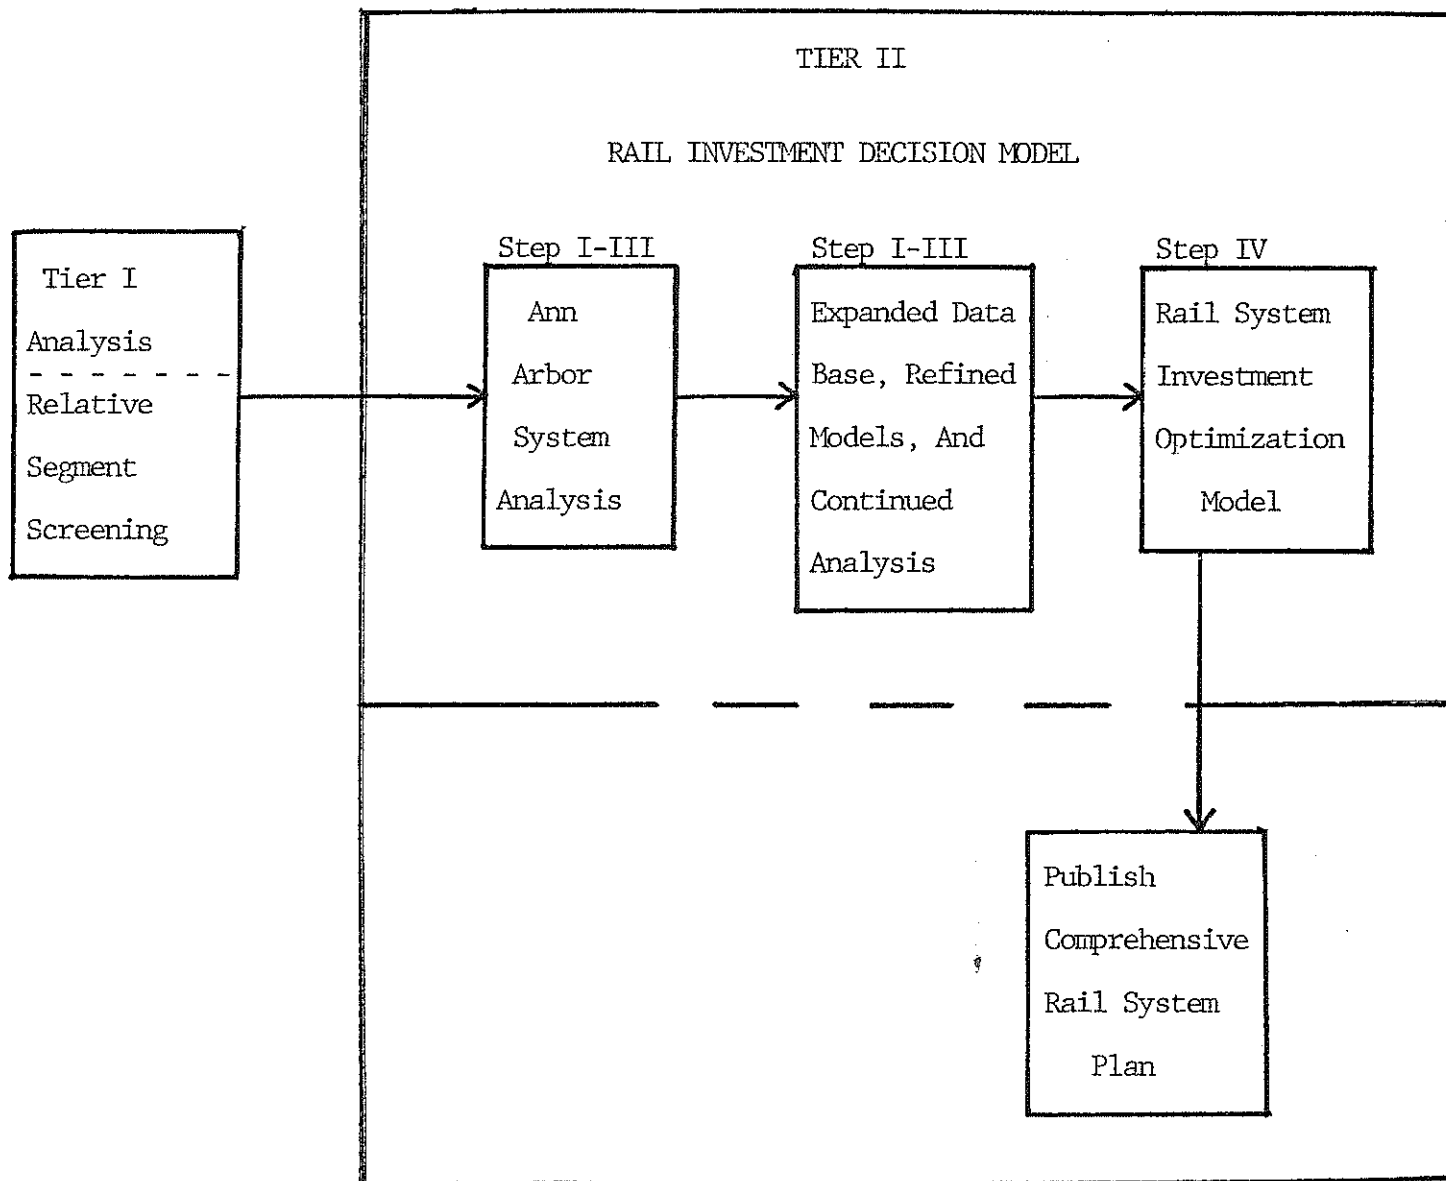 TIER II
RAIL INVESTMENT DECISION MODEL
Tier I
Analysis
Relative
Segment
Screening
Step I-III
Ann
Arbor
System
Analysis
Step I-III
Expanded Data
Base, Refined
Models, And
Continued
Analysis
Step IV
Rail System
Investment
Optimization
Model
Publish
Comprehensive
Rail System
Plan